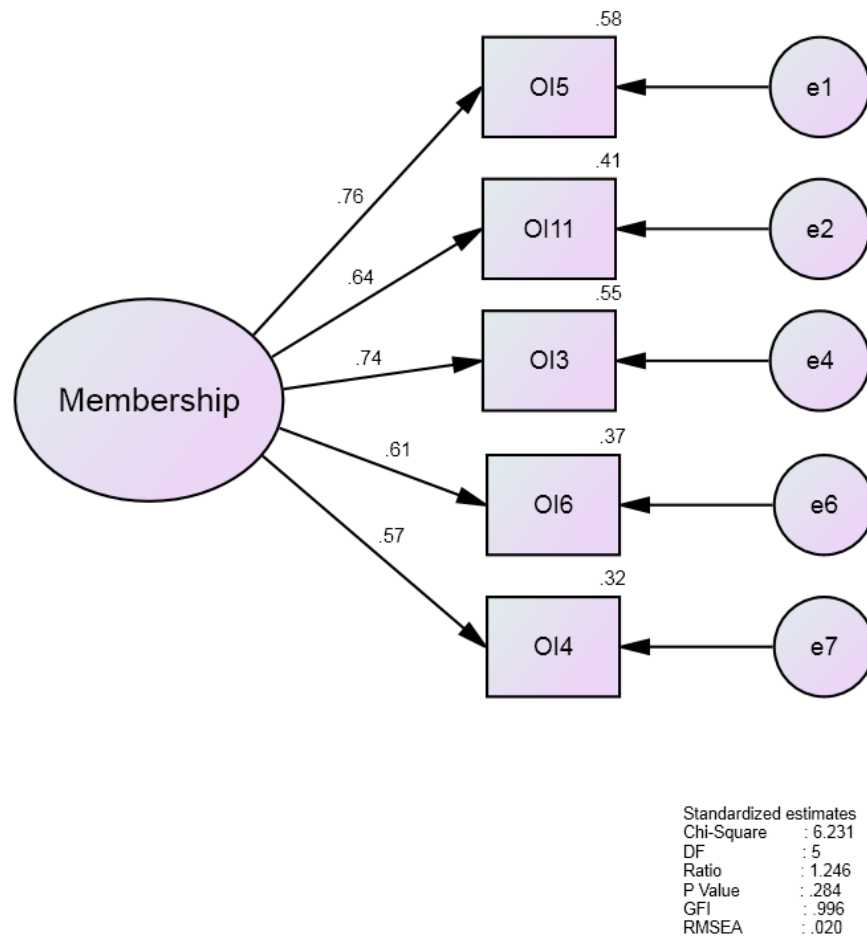 .58
OI5
e1
.76
.41
OI11
e2
.64
.55
OI3
e4
.74
Membership
.37
OI6
e6
.61
.57
.32
OI4
e7
Standardized estimates
Chi-Square : 6.231
DF : 5
Ratio : 1.246
P Value : .284
GFI : .996
RMSEA : .020